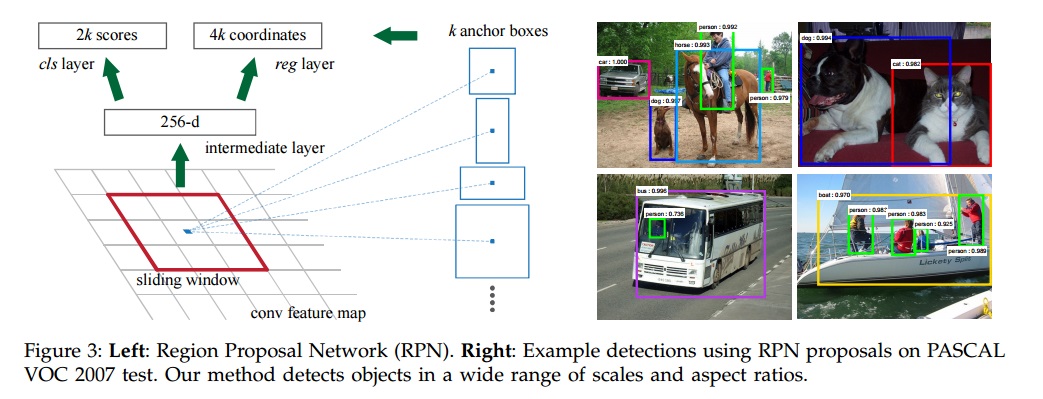 2k scores
4k coordinates
k anchor boxes
cls layer
reg layer
256-d
intermediate layer
sliding window
conv feature map
person : 0.992
horse : 0.993
car : 1.000
dog : 0.997
person : 0.979
dog : 0.994
cat : 0.982
bus : 0.996
person : 0.736
boat : 0.970
person : 0.983
person : 0.925
person : 0.989
Lickety Split
Figure 3: Left: Region Proposal Network (RPN). Right: Example detections using RPN proposals on PASCAL
VOC 2007 test. Our method detects objects in a wide range of scales and aspect ratios.